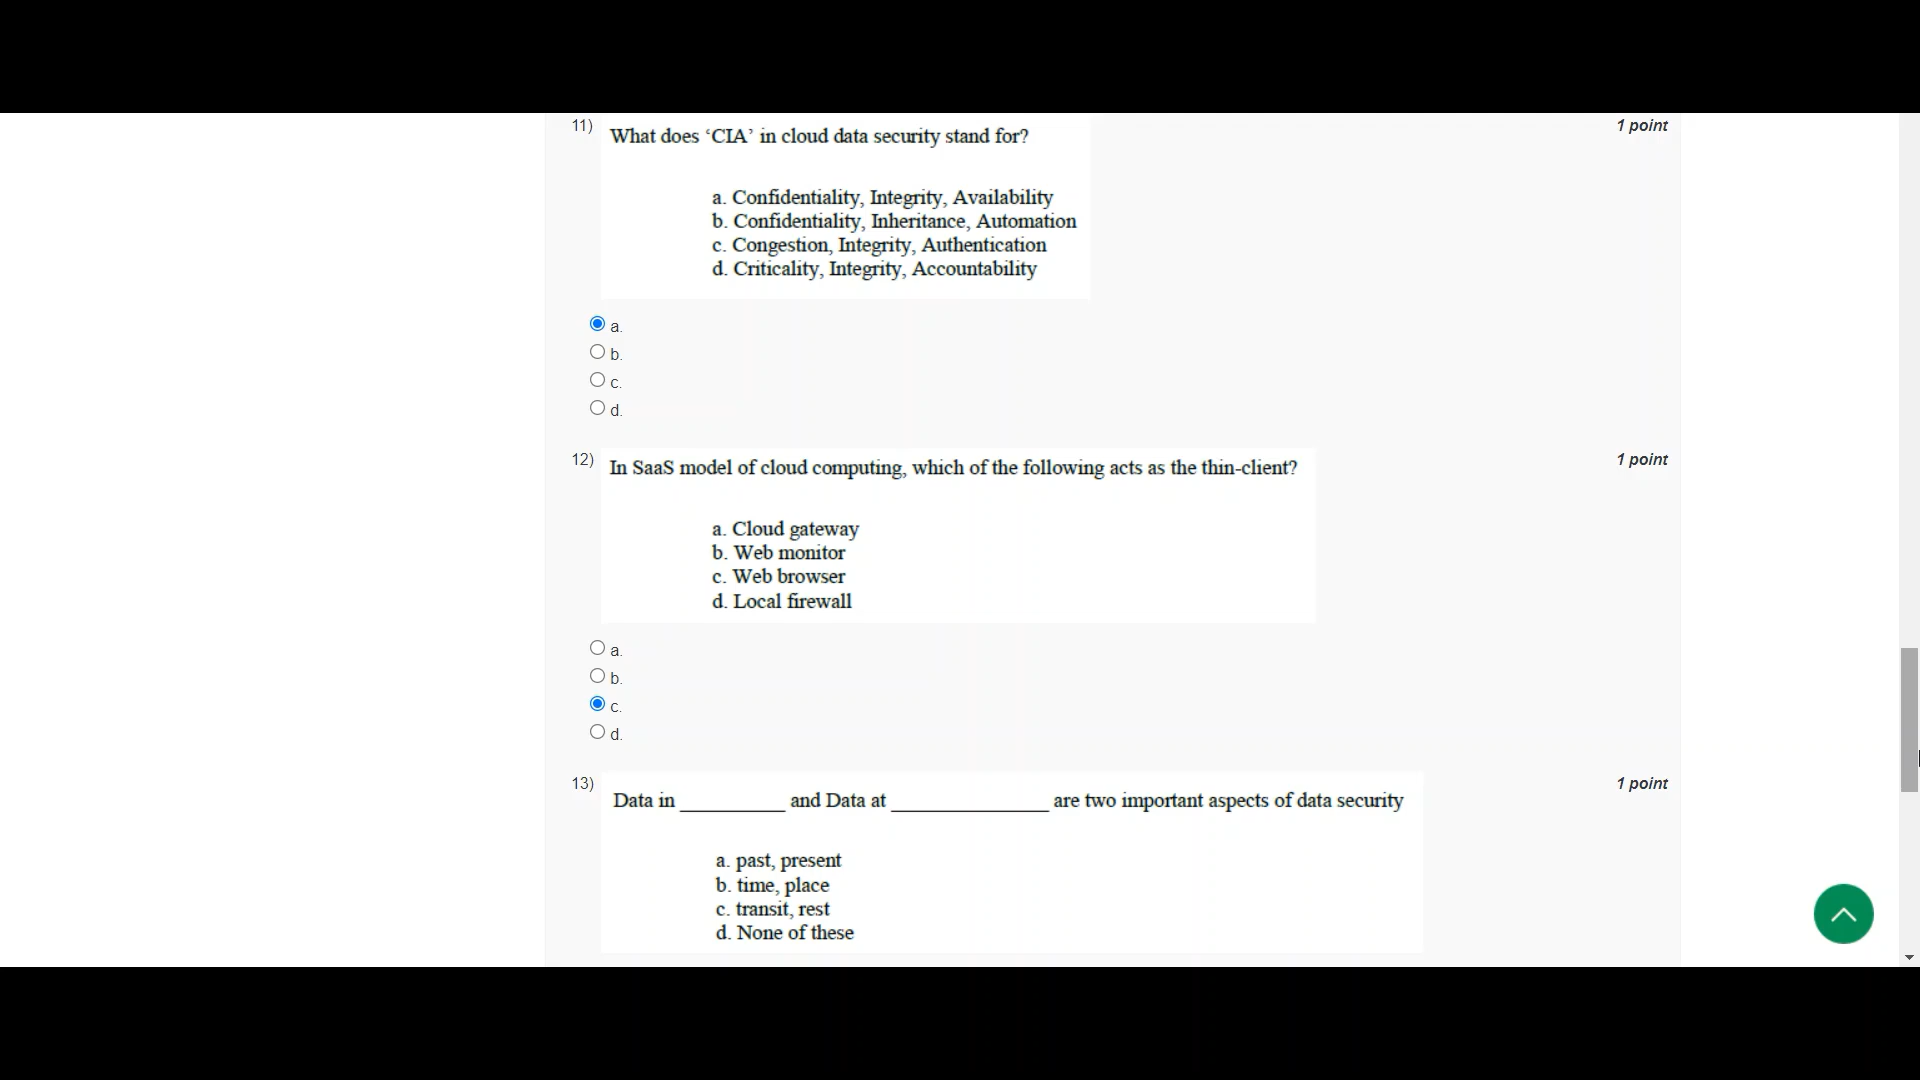 11) What does ‘CIA’ in cloud data security stand for? 1 point
a. Confidentiality, Integrity, Availability
b. Confidentiality, Inheritance, Automation
c. Congestion, Integrity, Authentication
d. Criticality, Integrity, Accountability
a.
b.
c.
d.
12) In SaaS model of cloud computing, which of the following acts as the thin-client? 1 point
a. Cloud gateway
b. Web monitor
c. Web browser
d. Local firewall
a.
b.
c.
d.
13) Data in __________ and Data at _______________ are two important aspects of data security 1 point
a. past, present
b. time, place
c. transit, rest
d. None of these